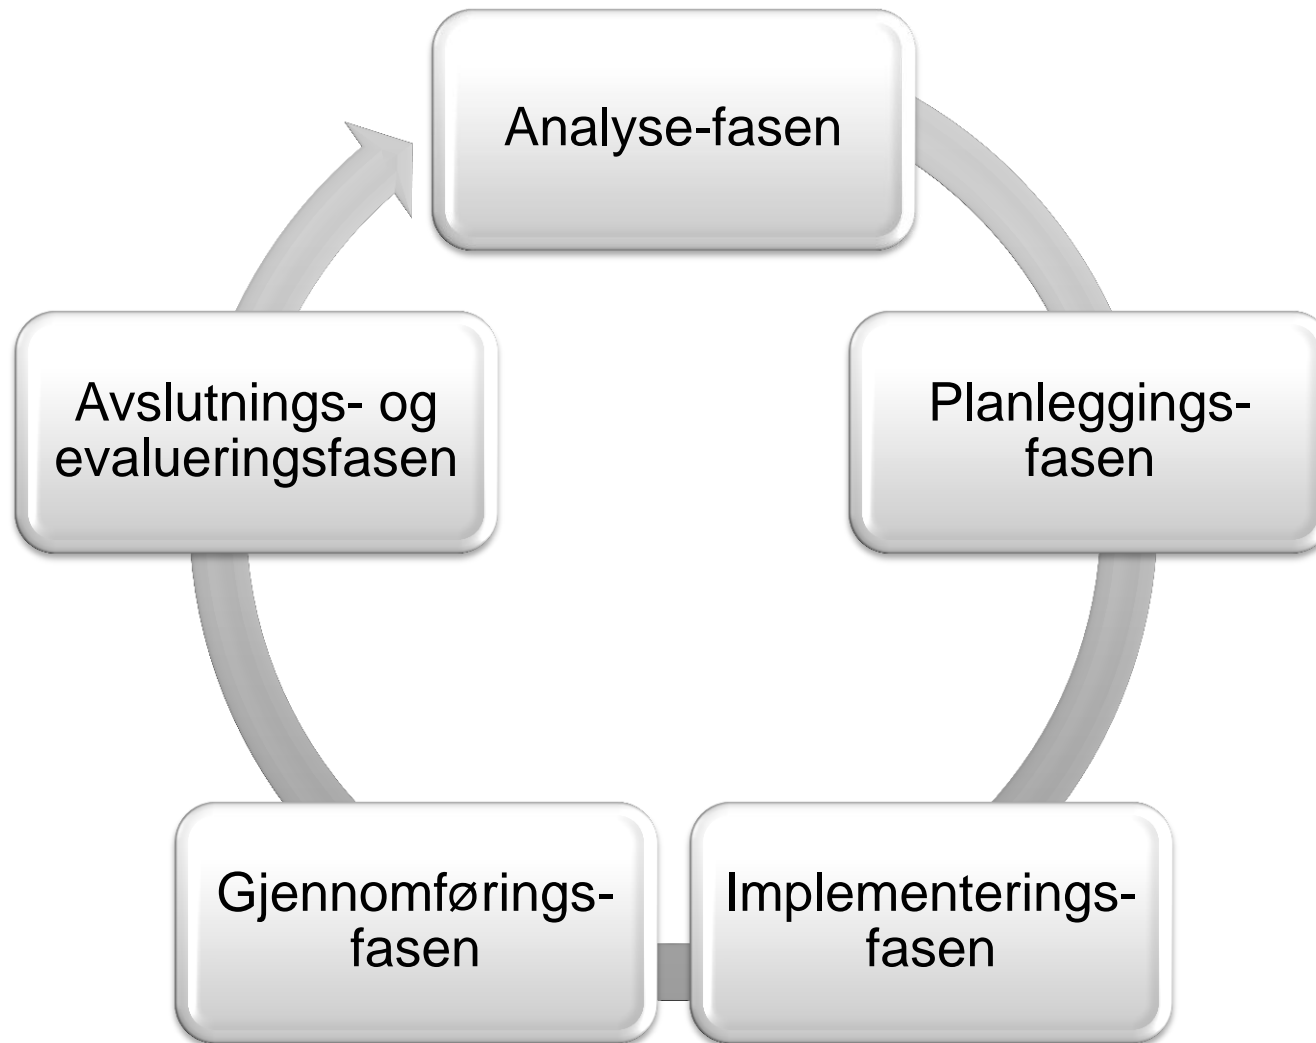 Analyse-fasen
Planleggings-
fasen
Implementerings-
fasen
Gjennomførings-
fasen
Avslutnings- og
evalueringsfasen